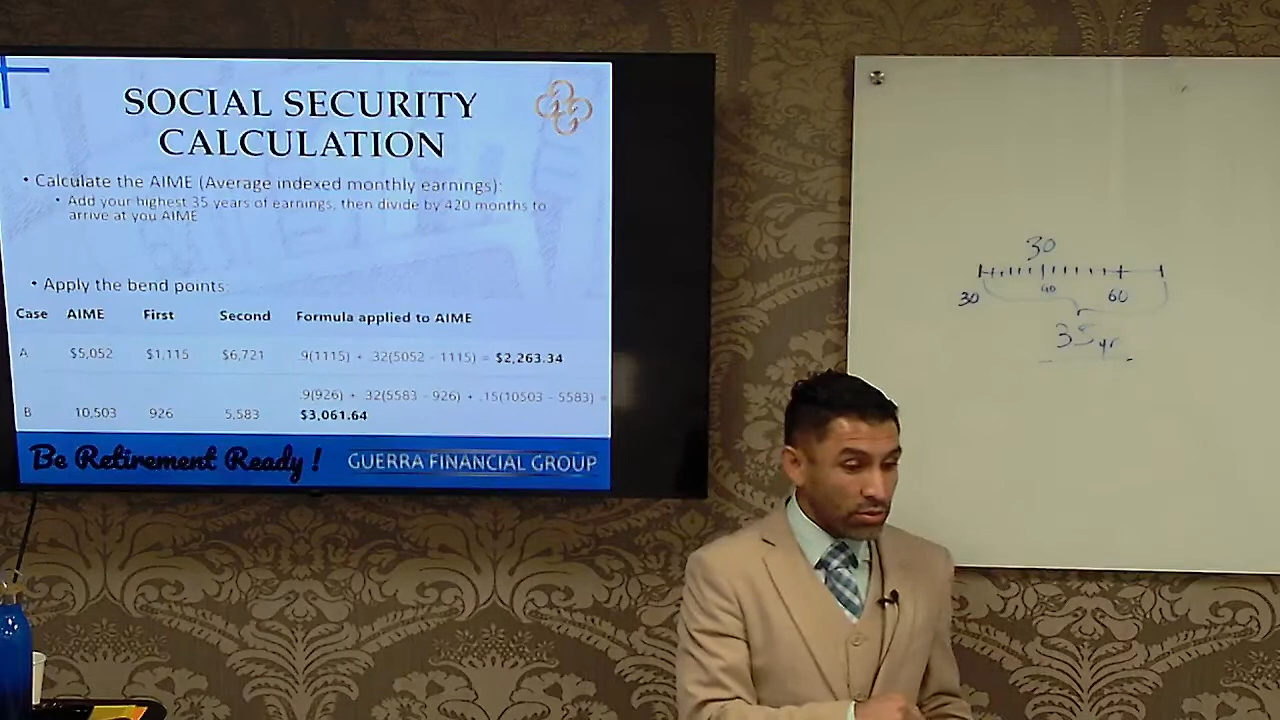 SOCIAL SECURITY
CALCULATION
• Calculate the AIME (Average indexed monthly earnings):
• Add your highest 35 years of earnings, then divide by 420 months to
arrive at you AIME
• Apply the bend points:
Case AIME First Second Formula applied to AIME
A $5,052 $1,115 $6,721 .9(1115) + .32(5052 - 1115) = $2,263.34
.9(926) + .32(5583 - 926) + .15(10503 - 5583) =
B 10,503 926 5,583 $3,061.64
Be Retirement Ready !
GUERRA FINANCIAL GROUP
30
30 40 60
35yr